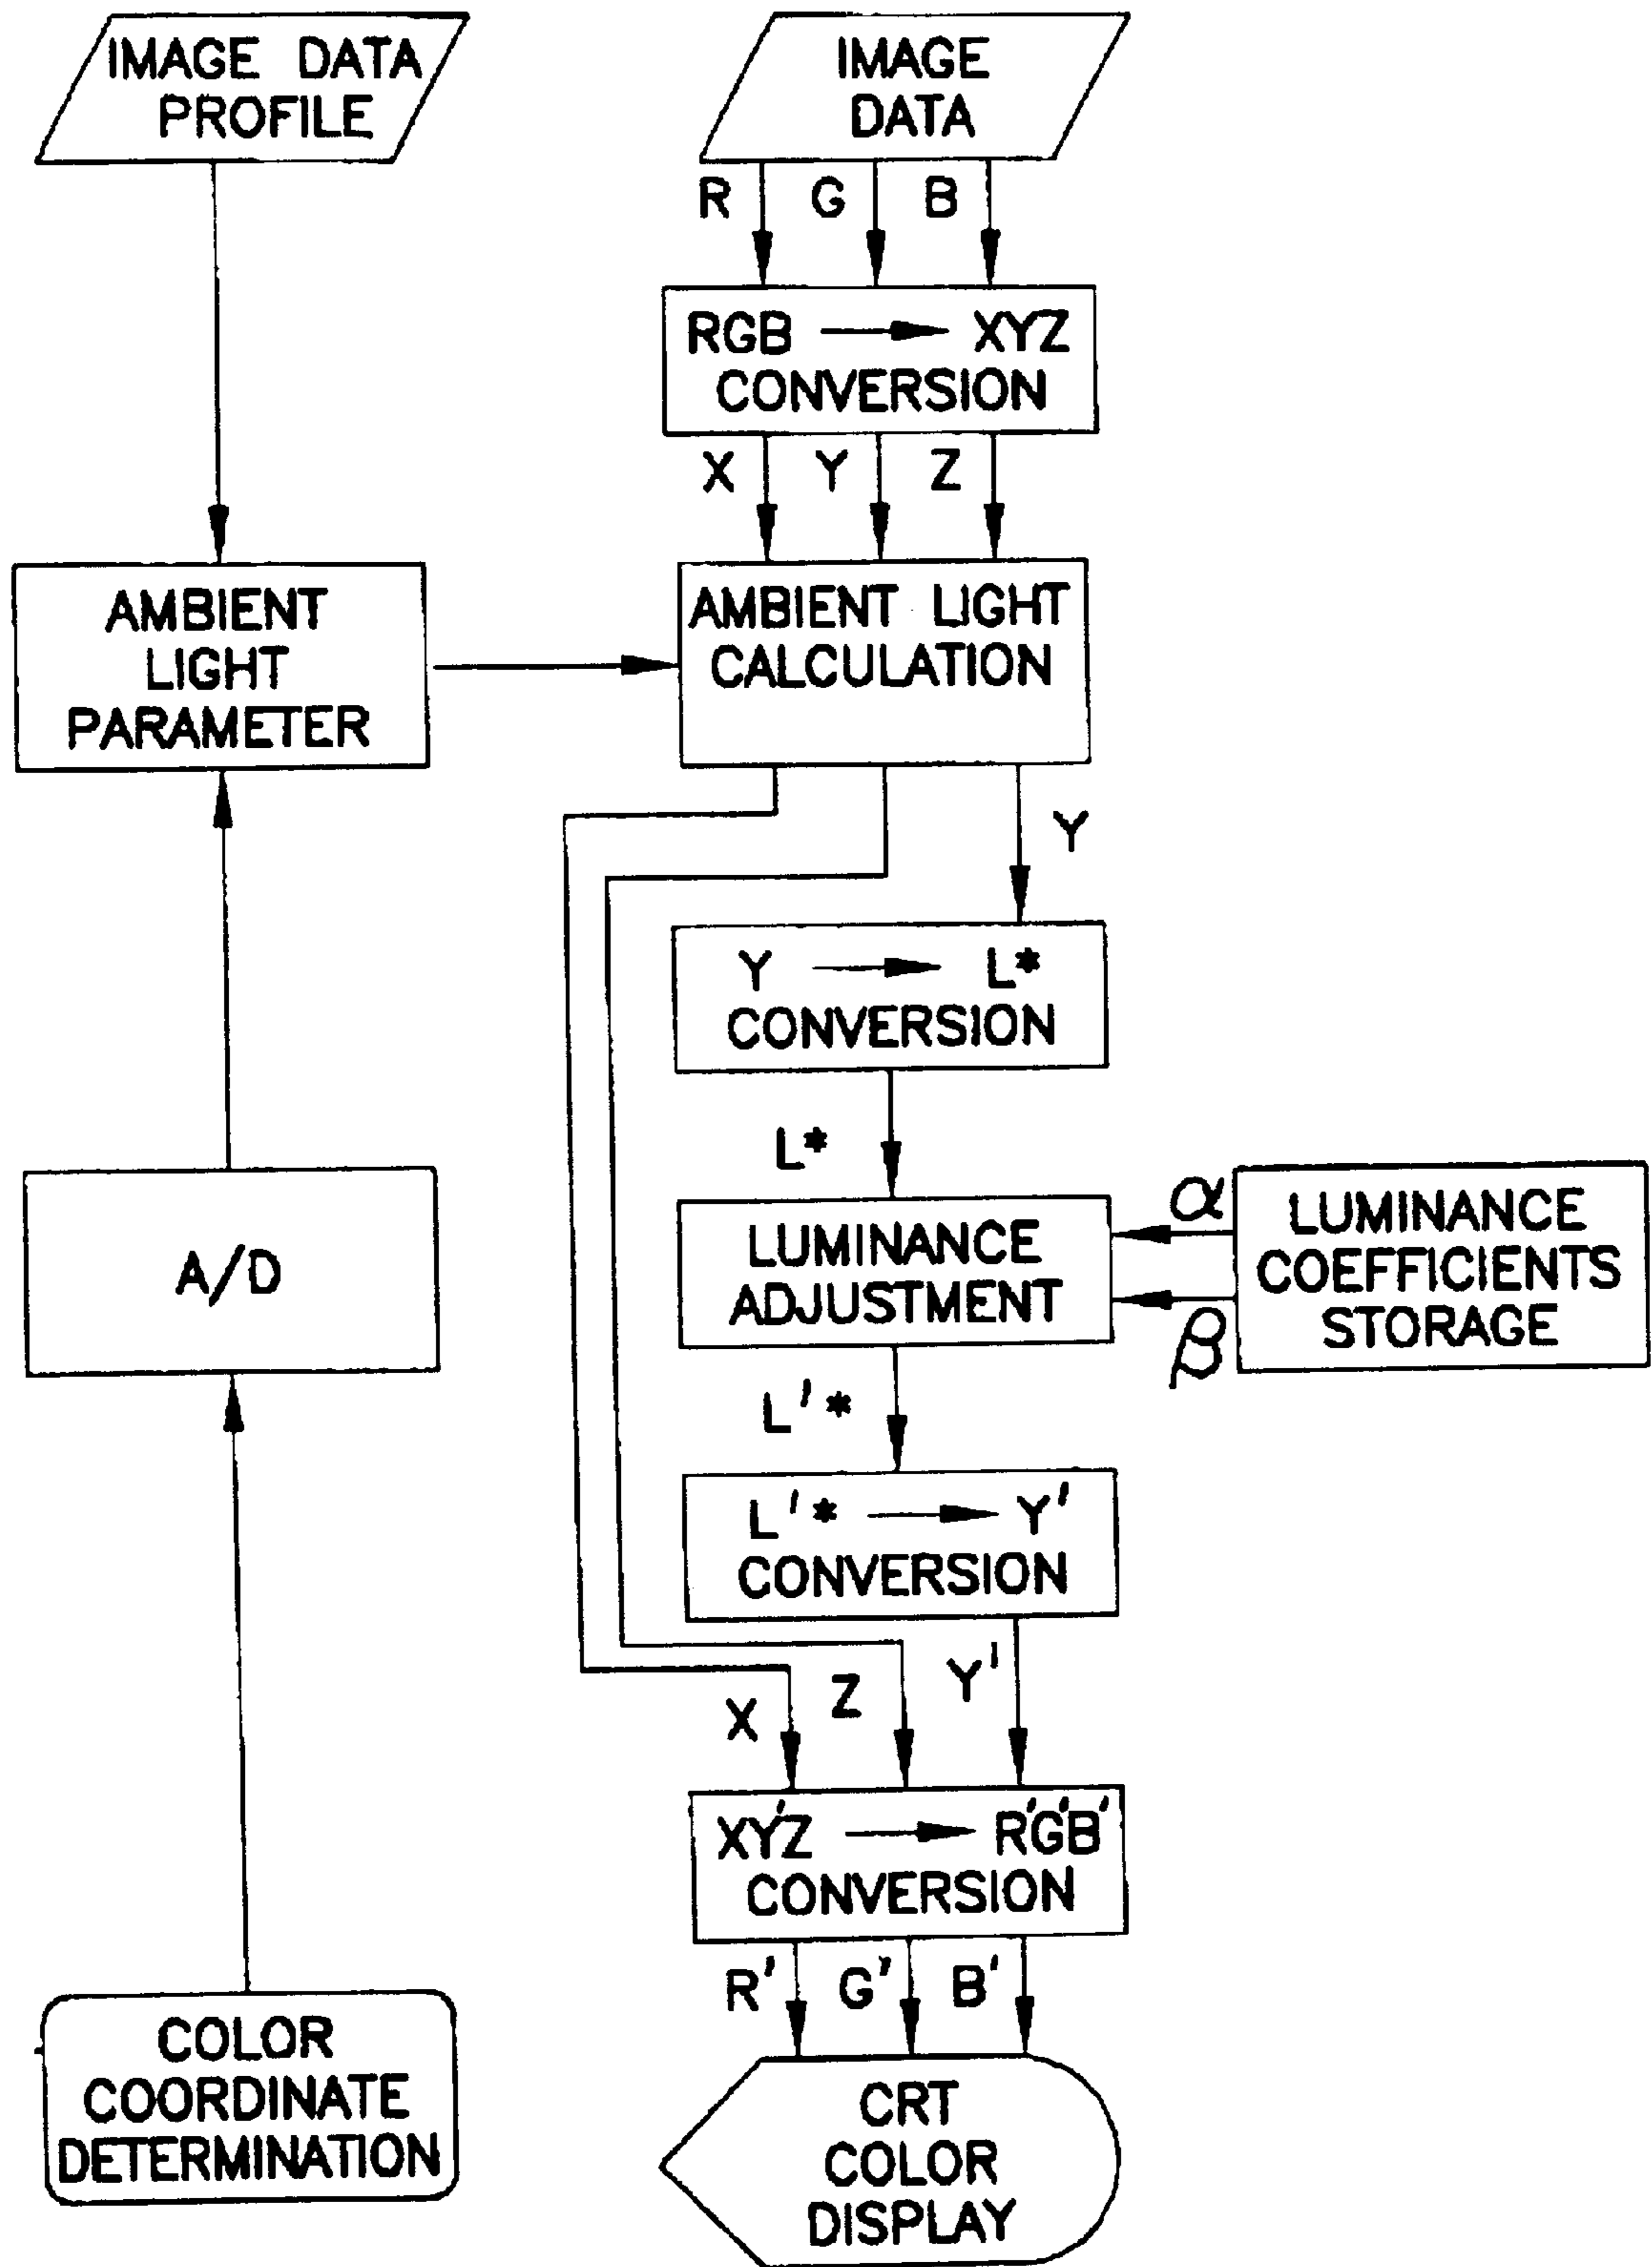 IMAGE DATA
PROFILE
IMAGE
DATA
R G B
RGB → XYZ
CONVERSION
X Y Z
AMBIENT
LIGHT
PARAMETER
AMBIENT LIGHT
CALCULATION
Y
Y → L*
CONVERSION
L*
A/D
LUMINANCE
ADJUSTMENT
α
β
LUMINANCE
COEFFICIENTS
STORAGE
L'*
L'* → Y'
CONVERSION
X Z Y'
XY'Z → R'G'B'
CONVERSION
R' G' B'
COLOR
COORDINATE
DETERMINATION
CRT
COLOR
DISPLAY